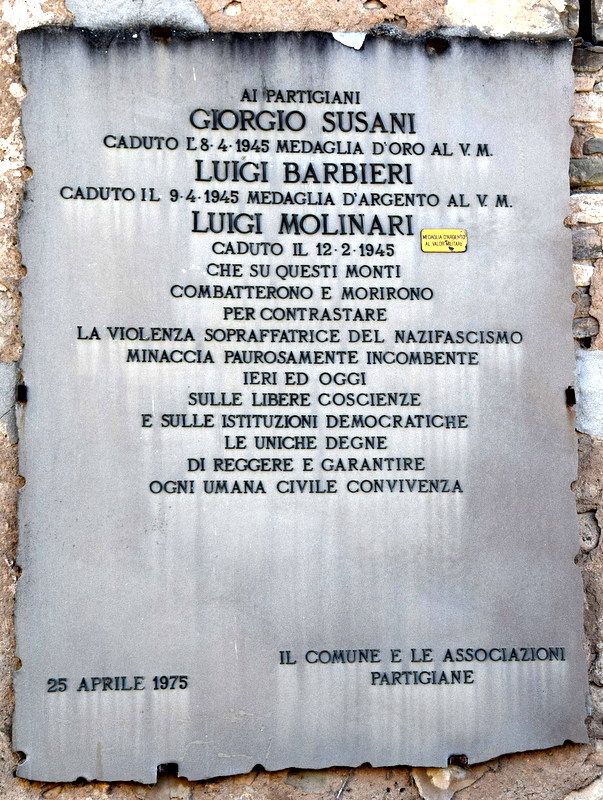 AI PARTIGIANI
GIORGIO SUSANI
CADUTO L'8·4·1945 MEDAGLIA D'ORO AL V. M.
LUIGI BARBIERI
CADUTO IL 9·4·1945 MEDAGLIA D'ARGENTO AL V. M.
LUIGI MOLINARI
MEDAGLIA D'ARGENTO
AL VALOR MILITARE
CADUTO IL 12·2·1945
CHE SU QUESTI MONTI
COMBATTERONO E MORIRONO
PER CONTRASTARE
LA VIOLENZA SOPRAFFATRICE DEL NAZIFASCISMO
MINACCIA PAUROSAMENTE INCOMBENTE
IERI ED OGGI
SULLE LIBERE COSCIENZE
E SULLE ISTITUZIONI DEMOCRATICHE
LE UNICHE DEGNE
DI REGGERE E GARANTIRE
OGNI UMANA CIVILE CONVIVENZA
25 APRILE 1975
IL COMUNE E LE ASSOCIAZIONI
PARTIGIANE